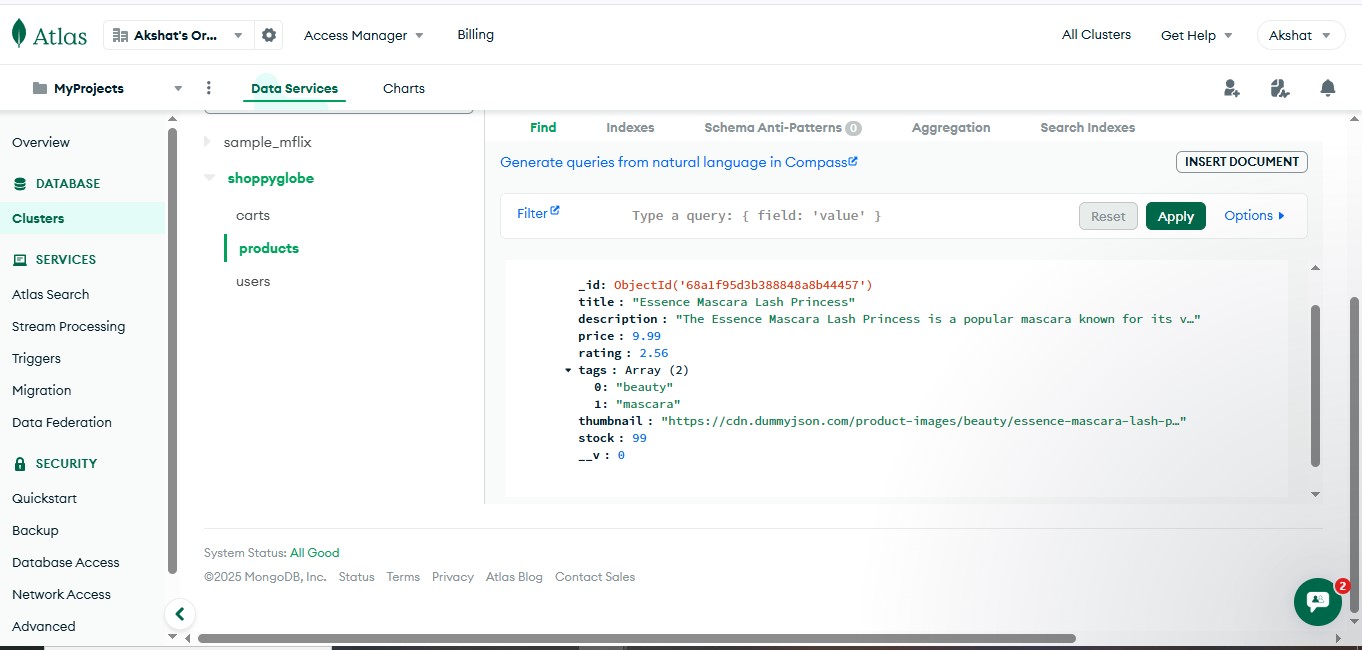 Atlas
Akshat's Or...
Access Manager
Billing
All Clusters
Get Help
Akshat
MyProjects
Data Services
Charts
Overview
DATABASE
Clusters
SERVICES
Atlas Search
Stream Processing
Triggers
Migration
Data Federation
SECURITY
Quickstart
Backup
Database Access
Network Access
Advanced
sample_mflix
shoppyglobe
carts
products
users
Find
Indexes
Schema Anti-Patterns 0
Aggregation
Search Indexes
Generate queries from natural language in Compass
INSERT DOCUMENT
Filter
Type a query: { field: 'value' }
Reset
Apply
Options
_id: ObjectId('68a1f95d3b388848a8b44457')
title : "Essence Mascara Lash Princess"
description : "The Essence Mascara Lash Princess is a popular mascara known for its v…"
price : 9.99
rating : 2.56
tags : Array (2)
0: "beauty"
1: "mascara"
thumbnail : "https://cdn.dummyjson.com/product-images/beauty/essence-mascara-lash-p…"
stock : 99
__v : 0
System Status: All Good
©2025 MongoDB, Inc.
Status
Terms
Privacy
Atlas Blog
Contact Sales
2